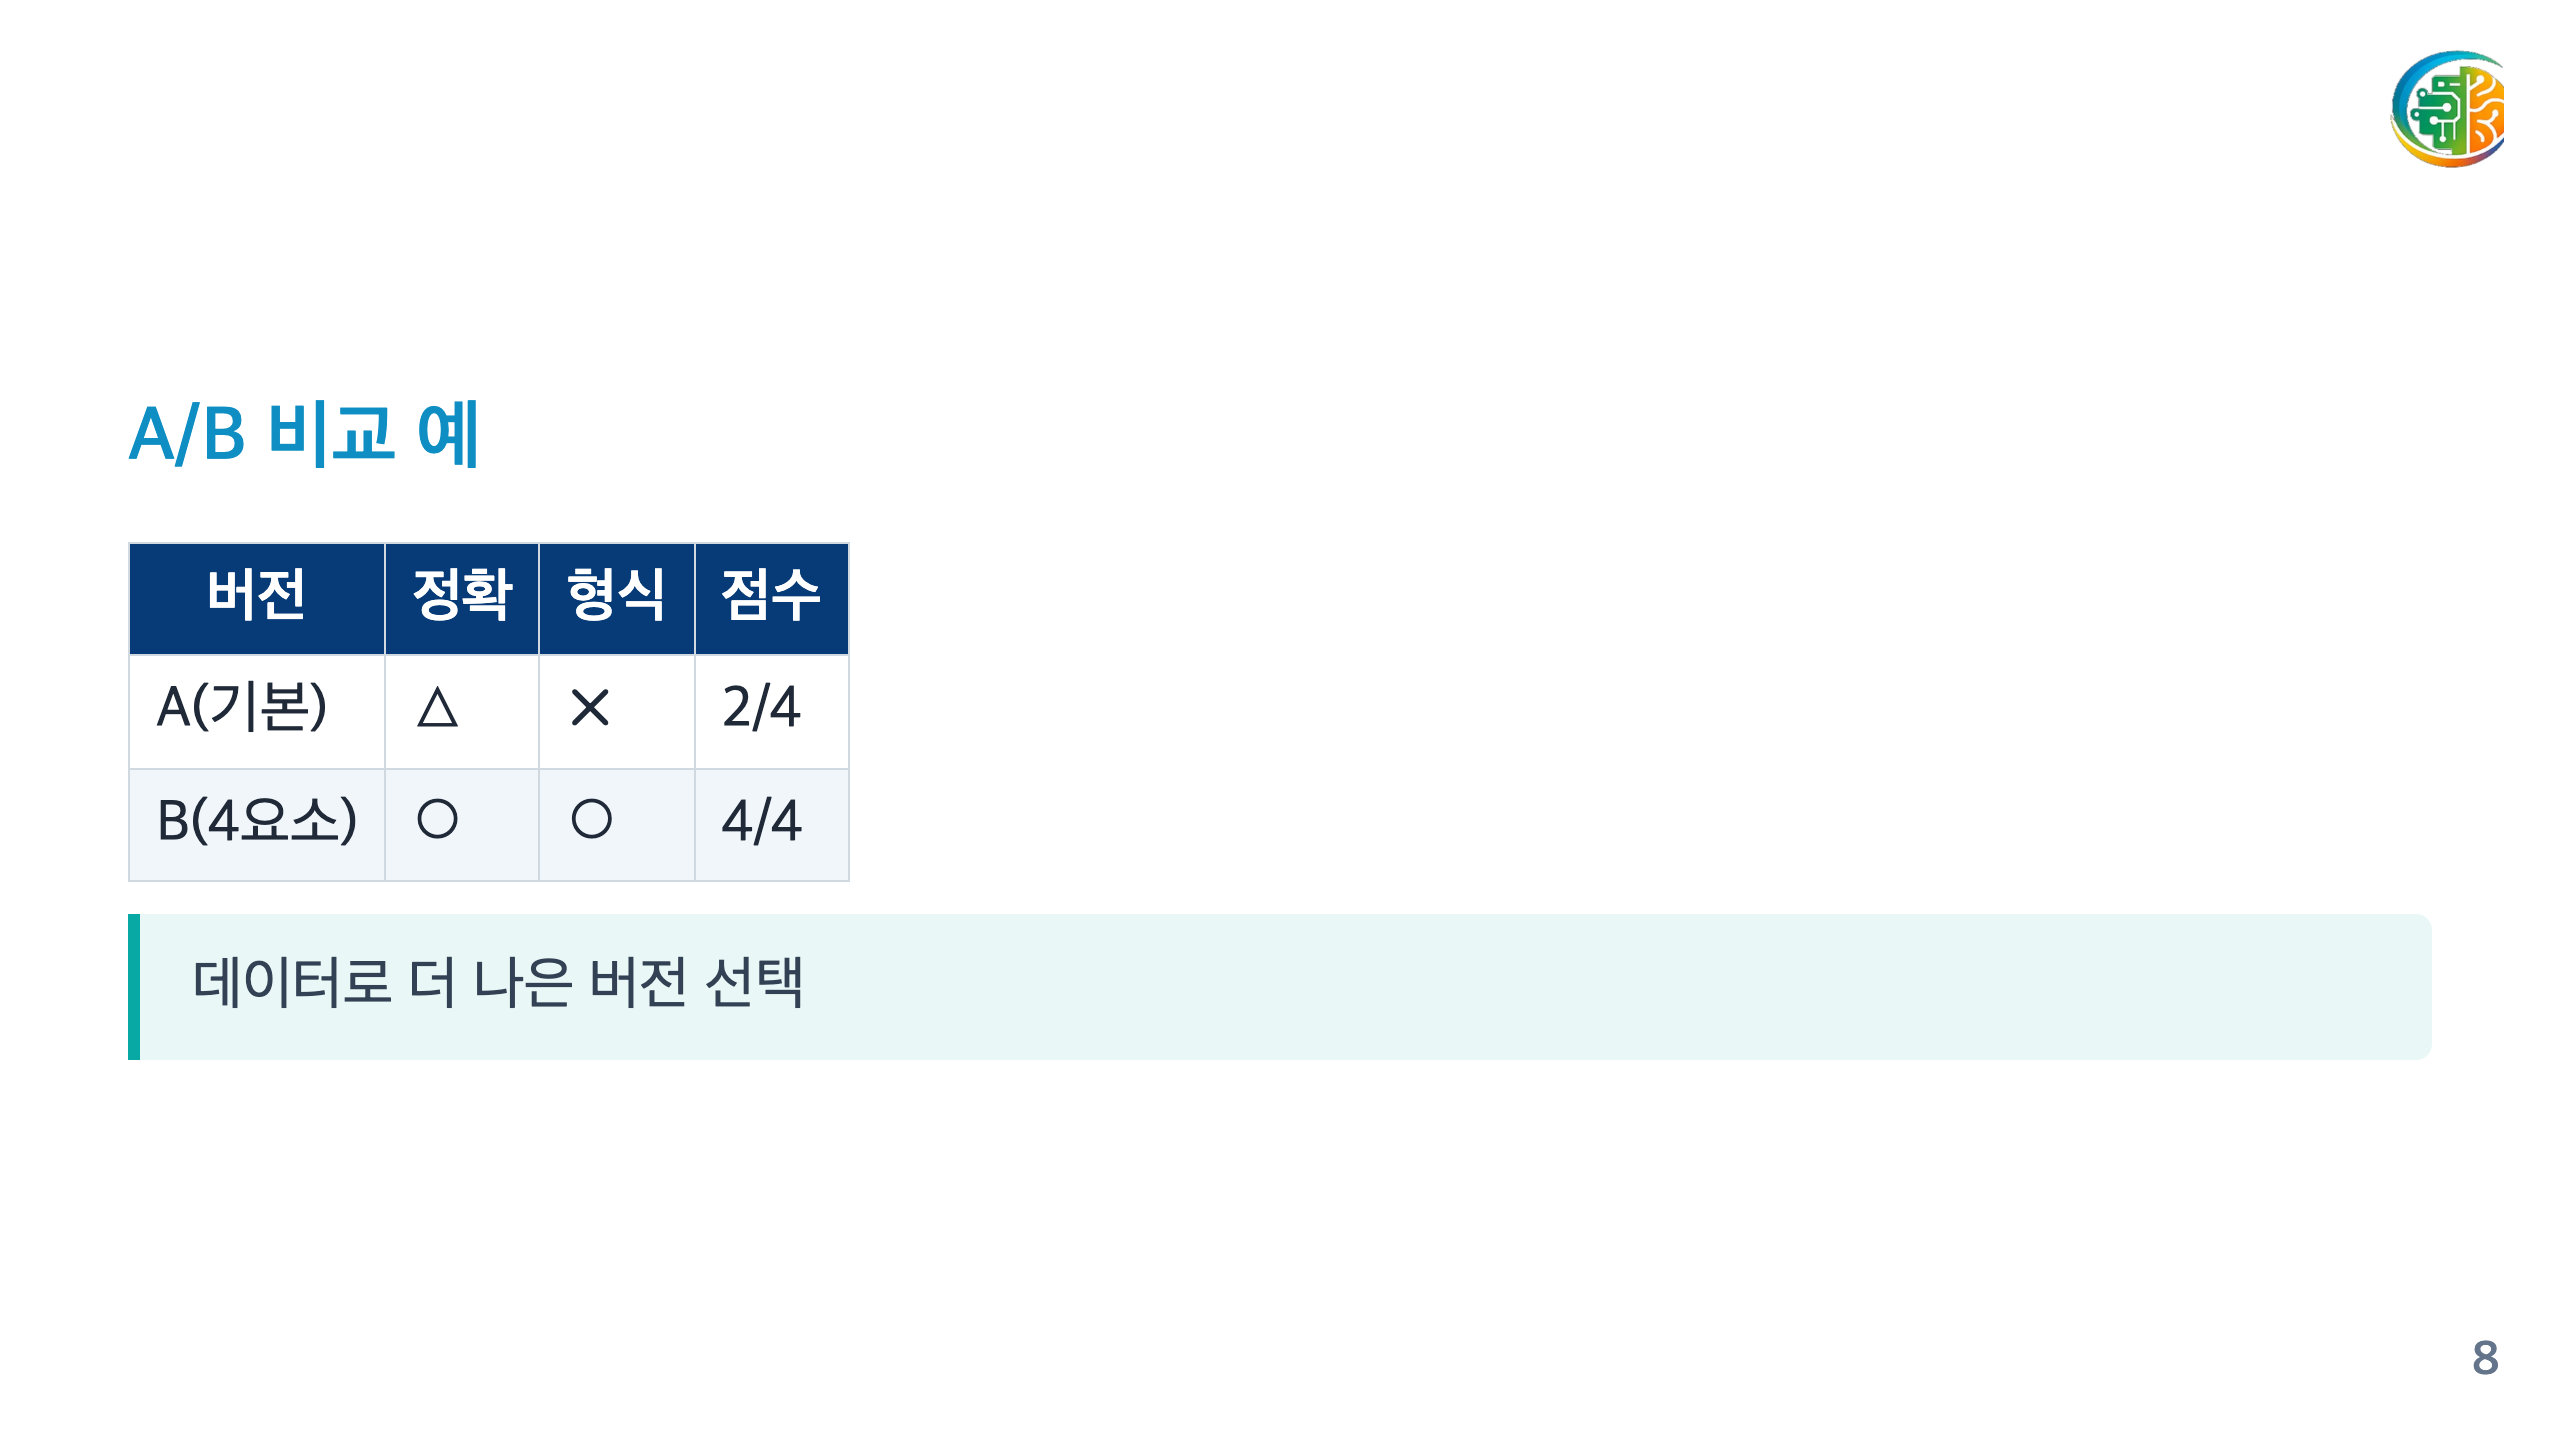 A/B 비교 예
버전 정확 형식 점수
A(기본) △ × 2/4
B(4요소) ○ ○ 4/4
데이터로 더 나은 버전 선택
8